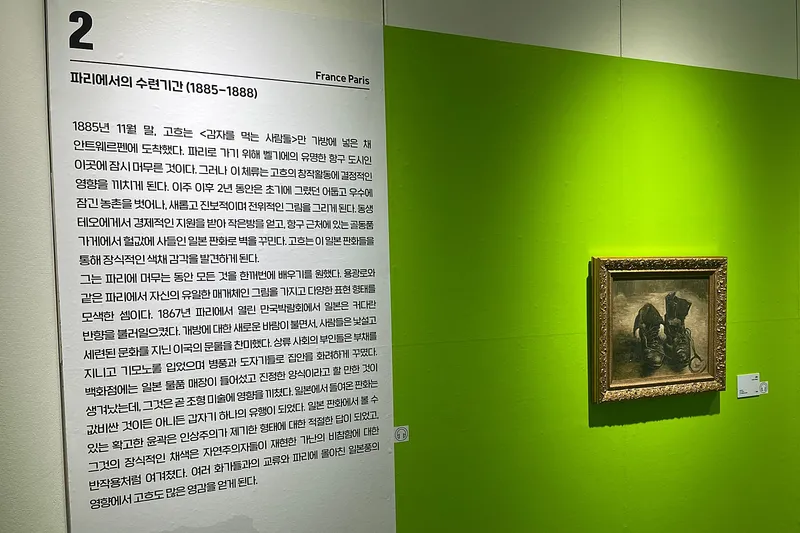 2
France Paris
파리에서의 수련기간 (1885-1888)
1885년 11월 말, 고흐는 <감자를 먹는 사람들>만 가방에 넣은 채
안트웨르펜에 도착했다. 파리로 가기 위해 벨기에의 유명한 항구 도시인
이곳에 잠시 머무른 것이다. 그러나 이 체류는 고흐의 창작활동에 결정적인
영향을 끼치게 된다. 이주 이후 2년 동안은 초기에 그렸던 어둡고 우수에
잠긴 농촌을 벗어나, 새롭고 진보적이며 전위적인 그림을 그리게 된다. 동생
테오에게서 경제적인 지원을 받아 작은방을 얻고, 항구 근처에 있는 골동품
가게에서 헐값에 사들인 일본 판화로 벽을 꾸민다. 고흐는 이 일본 판화들을
통해 장식적인 색채 감각을 발견하게 된다.
그는 파리에 머무는 동안 모든 것을 한꺼번에 배우기를 원했다. 용광로와
같은 파리에서 자신의 유일한 매개체인 그림을 가지고 다양한 표현 형태를
모색한 셈이다. 1867년 파리에서 열린 만국박람회에서 일본은 커다란
반향을 불러일으켰다. 개방에 대한 새로운 바람이 불면서, 사람들은 낯설고
세련된 문화를 지닌 이국의 문물을 찬미했다. 상류 사회의 부인들은 부채를
지니고 기모노를 입었으며 병풍과 도자기들로 집안을 화려하게 꾸몄다.
백화점에는 일본 물품 매장이 들어섰고 진정한 양식이라고 할 만한 것이
생겨났는데, 그것은 곧 조형 미술에 영향을 끼쳤다. 일본에서 들여온 판화는
값비싼 것이든 아니든 갑자기 하나의 유행이 되었다. 일본 판화에서 볼 수
있는 확고한 윤곽은 인상주의가 제기한 형태에 대한 적절한 답이 되었고,
그것의 장식적인 채색은 자연주의자들이 재현한 가난의 비참함에 대한
반작용처럼 여겨졌다. 여러 화가들과의 교류와 파리에 몰아친 일본풍의
영향에서 고흐도 많은 영감을 얻게 된다.